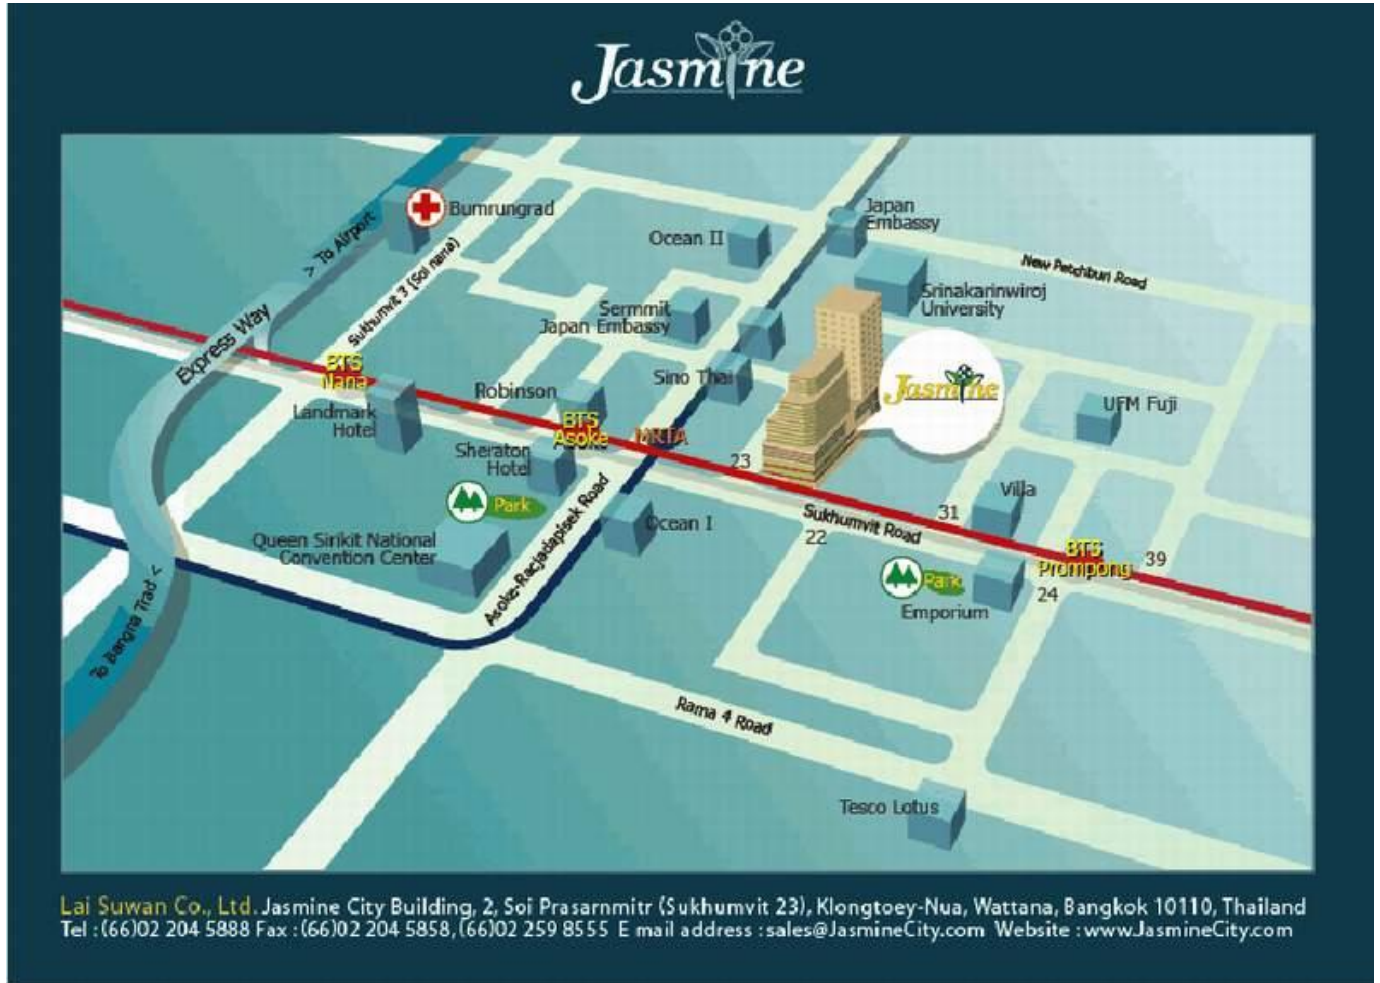 Jasmine
Bumrungrad
> To Airport
Sukhumvit 3 (Soi nana)
Express Way
Ocean II
Japan
Embassy
New Petchburi Road
Srinakarinwiroj
University
Sermmit
Japan Embassy
BTS
Nana
Landmark
Hotel
Robinson
Sino Thai
Jasmine
UFM Fuji
BTS
Asoke
MRTA
Sheraton
Hotel
23
Park
Villa
31
Sukhumvit Road
22
Ocean I
Asoke-Racjadapisek Road
Queen Sirikit National
Convention Center
BTS
Prompong
39
Park
24
Emporium
To Bangna Trad <
Rama 4 Road
Tesco Lotus
Lai Suwan Co., Ltd. Jasmine City Building, 2, Soi Prasarnmitr (Sukhumvit 23), Klongtoey-Nua, Wattana, Bangkok 10110, Thailand
Tel :(66)02 204 5888 Fax :(66)02 204 5858, (66)02 259 8555 E mail address :sales@JasmineCity.com Website :www.JasmineCity.com